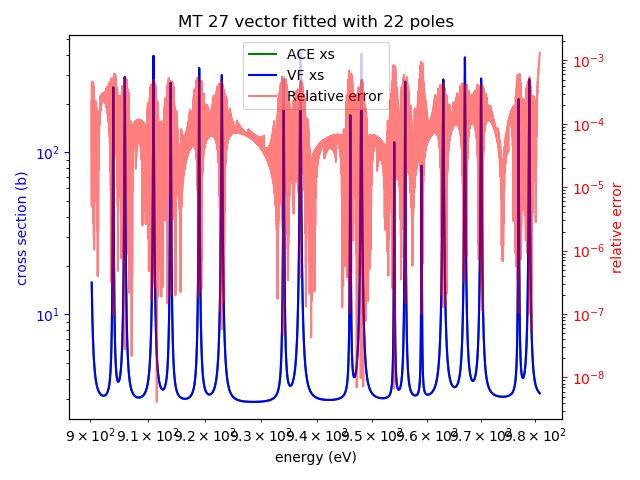 MT 27 vector fitted with 22 poles
ACE xs
VF xs
Relative error
cross section (b)
10²
10¹
relative error
10⁻³
10⁻⁴
10⁻⁵
10⁻⁶
10⁻⁷
10⁻⁸
9 × 10² 9.1 × 10² 9.2 × 10² 9.3 × 10² 9.4 × 10² 9.5 × 10² 9.6 × 10² 9.7 × 10² 9.8 × 10²
energy (eV)